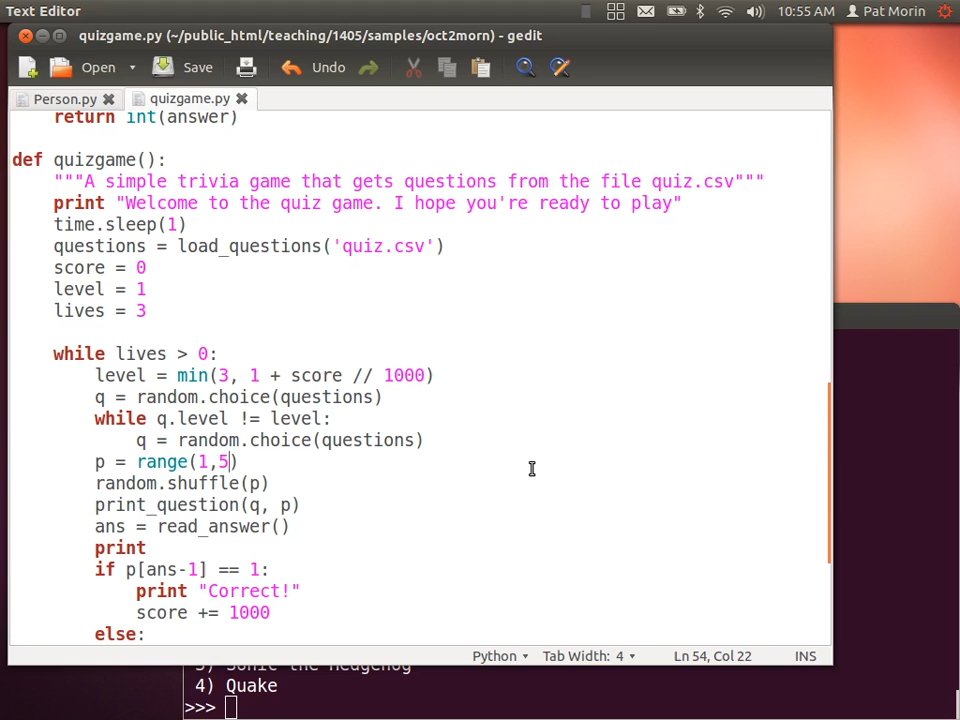 Text Editor
10:55 AM Pat Morin
quizgame.py (~/public_html/teaching/1405/samples/oct2morn) - gedit
Open Save Undo
Person.py quizgame.py
return int(answer)
def quizgame():
"""A simple trivia game that gets questions from the file quiz.csv"""
print "Welcome to the quiz game. I hope you're ready to play"
time.sleep(1)
questions = load_questions('quiz.csv')
score = 0
level = 1
lives = 3
while lives > 0:
level = min(3, 1 + score // 1000)
q = random.choice(questions)
while q.level != level:
q = random.choice(questions)
p = range(1,5)
random.shuffle(p)
print_question(q, p)
ans = read_answer()
print
if p[ans-1] == 1:
print "Correct!"
score += 1000
else:
Python Tab Width: 4 Ln 54, Col 22 INS
3) Sonic the Hedgehog
4) Quake
>>>